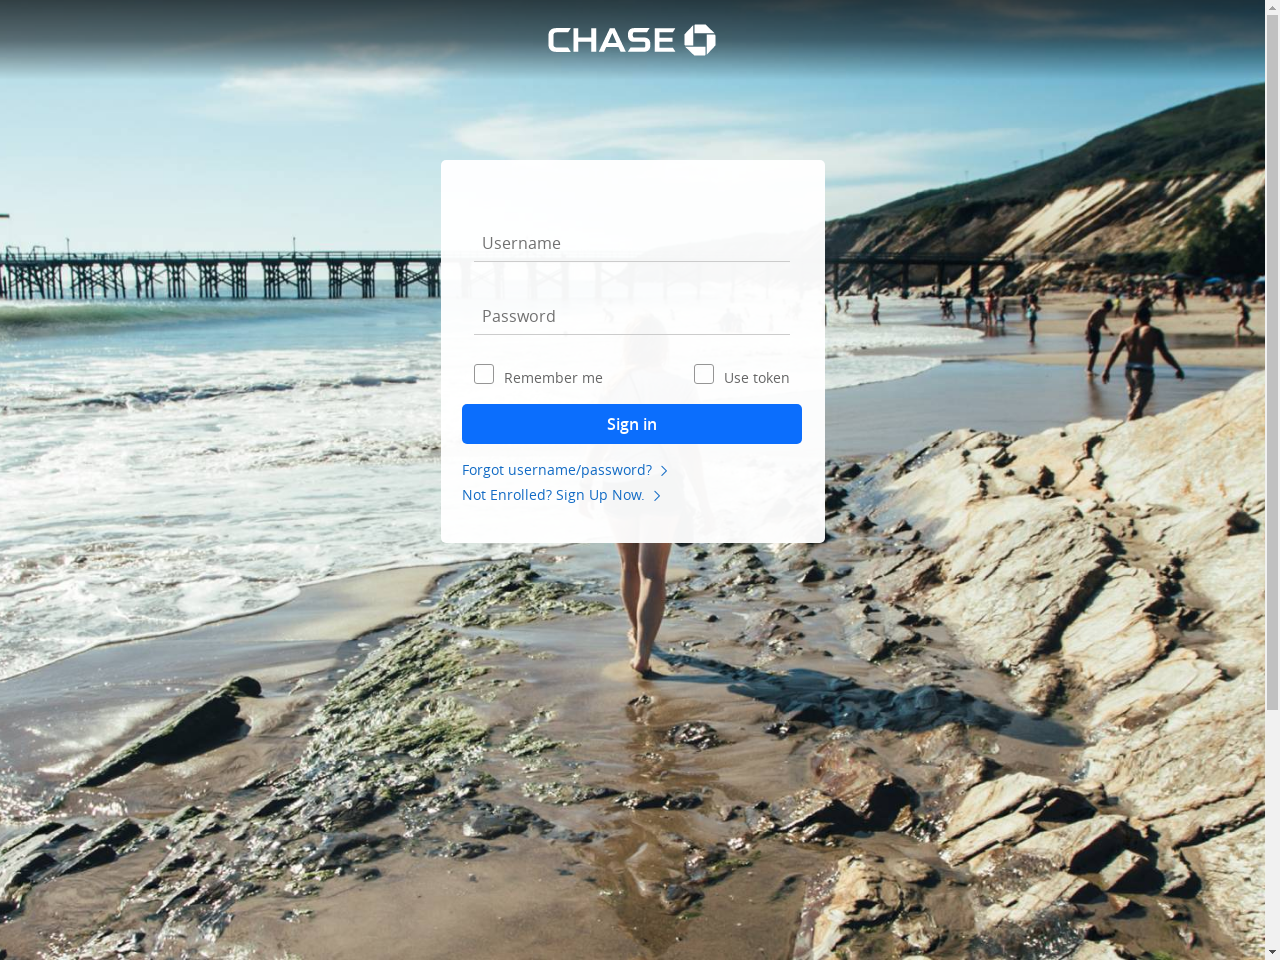 CHASE
Username
Password
Remember me
Use token
Sign in
Forgot username/password?
Not Enrolled? Sign Up Now.